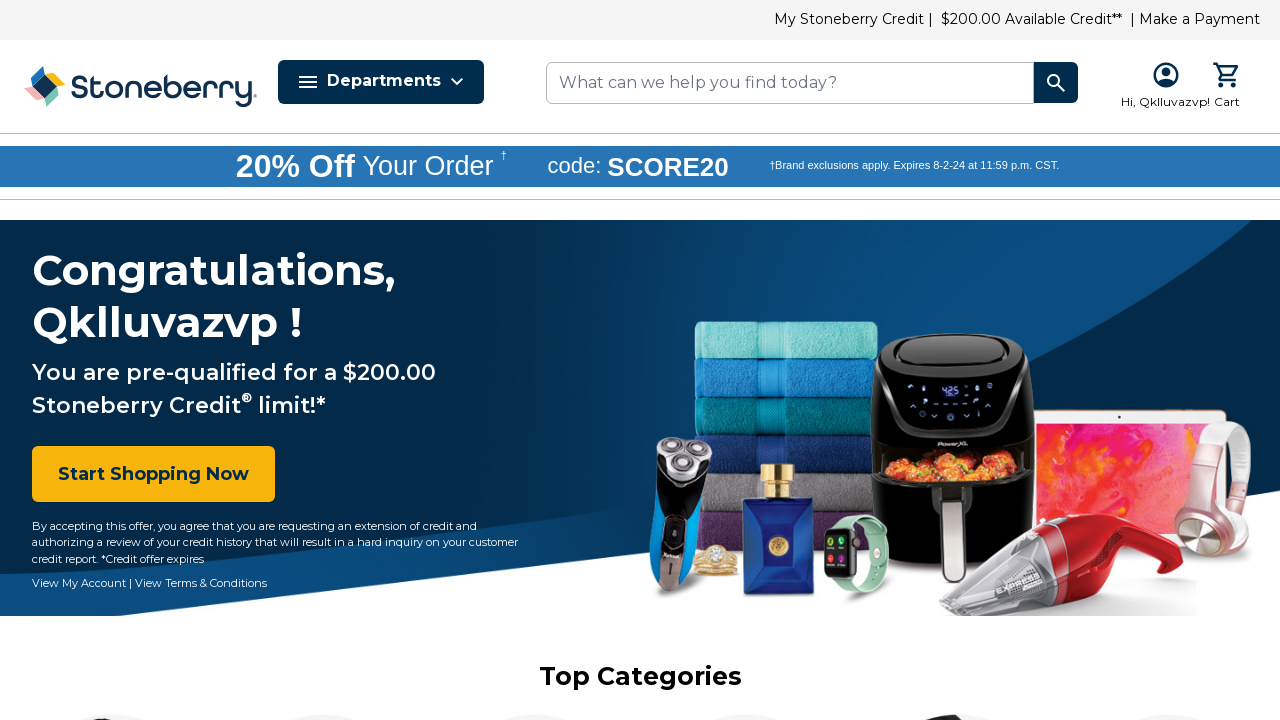 My Stoneberry Credit | $200.00 Available Credit** | Make a Payment
Stoneberry
Departments
What can we help you find today?
Hi, Qklluvazvp! Cart
20% Off Your Order † code: SCORE20 †Brand exclusions apply. Expires 8-2-24 at 11:59 p.m. CST.
Congratulations,
Qklluvazvp !
You are pre-qualified for a $200.00
Stoneberry Credit® limit!*
Start Shopping Now
By accepting this offer, you agree that you are requesting an extension of credit and
authorizing a review of your credit history that will result in a hard inquiry on your customer
credit report. *Credit offer expires
View My Account | View Terms & Conditions
PowerXL
EXPRESS
Top Categories